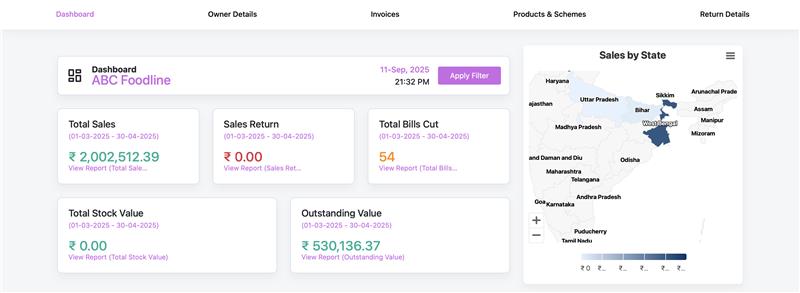 Dashboard
Owner Details
Invoices
Products & Schemes
Return Details
Dashboard
ABC Foodline
11-Sep, 2025
21:32 PM
Apply Filter
Total Sales
(01-03-2025 - 30-04-2025)
₹ 2,002,512.39
View Report (Total Sale...
Sales Return
(01-03-2025 - 30-04-2025)
₹ 0.00
View Report (Sales Ret...
Total Bills Cut
(01-03-2025 - 30-04-2025)
54
View Report (Total Bills...
Total Stock Value
(01-03-2025 - 30-04-2025)
₹ 0.00
View Report (Total Stock Value)
Outstanding Value
(01-03-2025 - 30-04-2025)
₹ 530,136.37
View Report (Outstanding Value)
Sales by State
Haryana
Arunachal Prade
Sikkim
Uttar Pradesh
ajasthan
Bihar
Assam
Manipur
West Bengal
Madhya Pradesh
Mizoram
and Daman and Diu
Odisha
Maharashtra
Telangana
Andhra Pradesh
Goa
Karnataka
+
−
Puducherry
Tamil Nadu
₹ 0
₹...
₹...
₹...
₹...
₹...